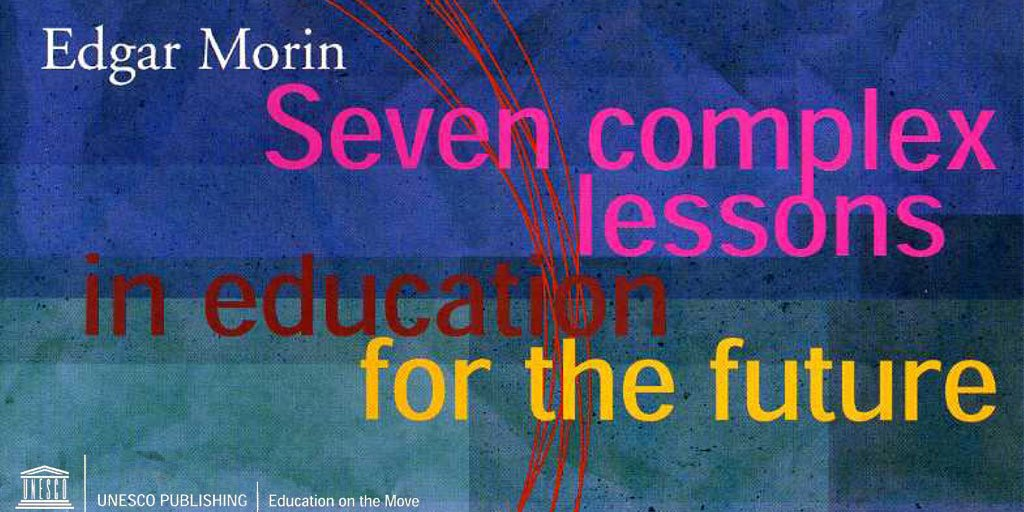 Edgar Morin
Seven complex
lessons
in education
for the future
UNESCO
UNESCO PUBLISHING
Education on the Move